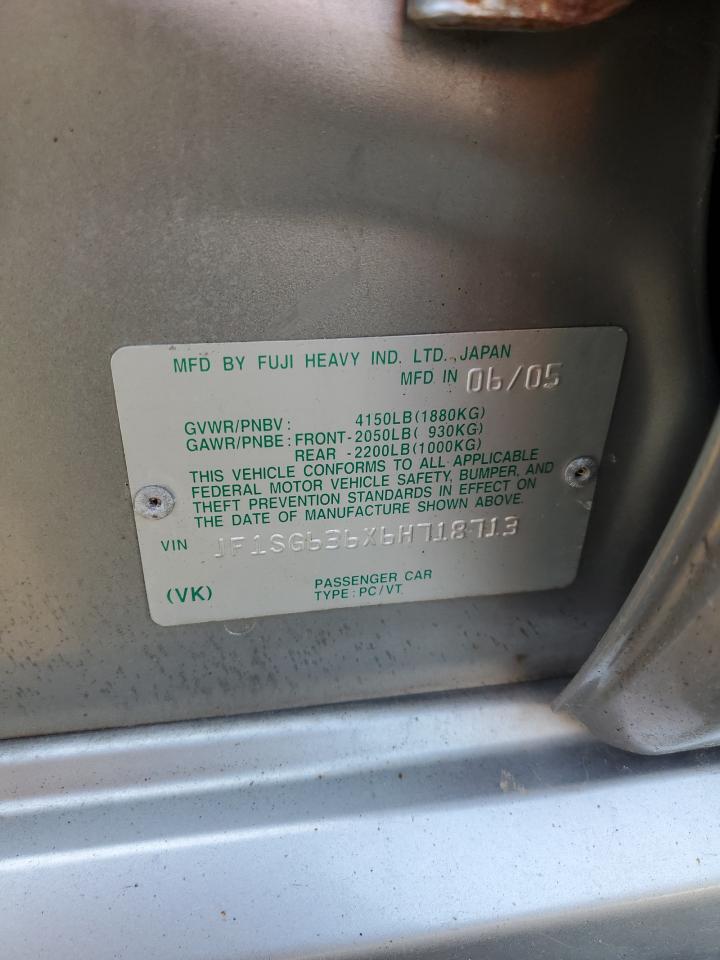 MFD BY FUJI HEAVY IND. LTD., JAPAN
MFD IN 06/05
GVWR/PNBV: 4150LB(1880KG)
GAWR/PNBE: FRONT-2050LB( 930KG)
REAR -2200LB(1000KG)
THIS VEHICLE CONFORMS TO ALL APPLICABLE
FEDERAL MOTOR VEHICLE SAFETY, BUMPER, AND
THEFT PREVENTION STANDARDS IN EFFECT ON
THE DATE OF MANUFACTURE SHOWN ABOVE.
VIN JF1SG636X6H718713
PASSENGER CAR
(VK) TYPE: PC/VT